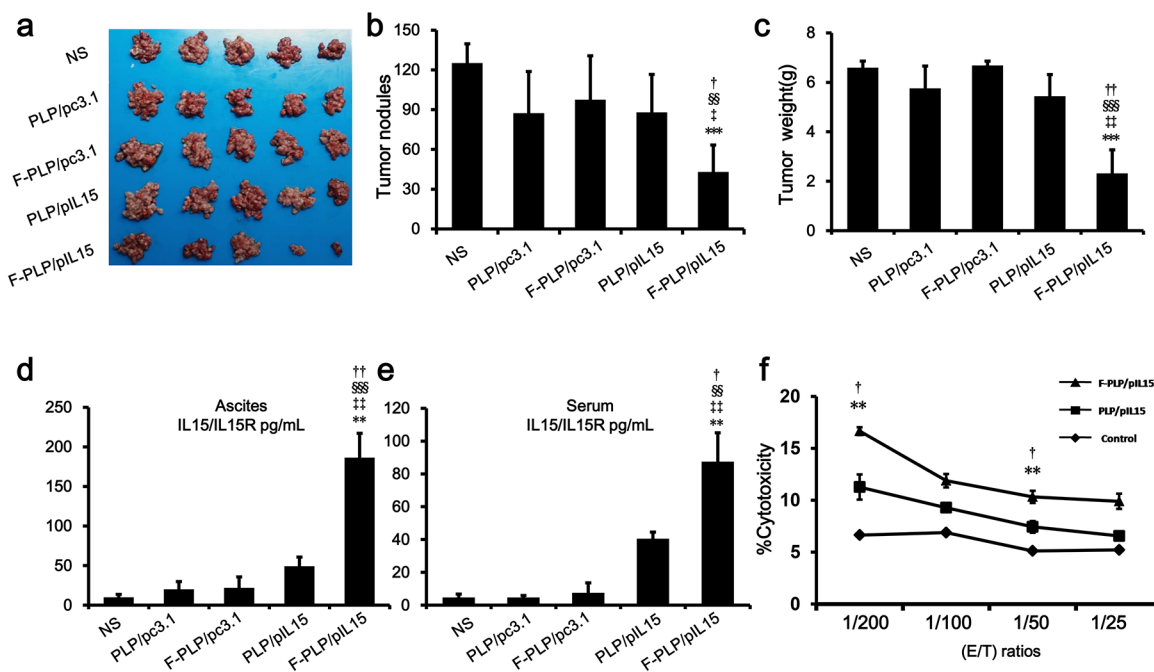 a
NS
PLP/pc3.1
F-PLP/pc3.1
PLP/pIL15
F-PLP/pIL15
b
Tumor nodules
150
120
90
60
30
0
†
§§
‡
***
NS
PLP/pc3.1
F-PLP/pc3.1
PLP/pIL15
F-PLP/pIL15
c
Tumor weight(g)
8
6
4
2
0
††
§§§
‡‡
***
NS
PLP/pc3.1
F-PLP/pc3.1
PLP/pIL15
F-PLP/pIL15
d
Ascites
IL15/IL15R pg/mL
250
200
150
100
50
0
††
§§§
‡‡
**
NS
PLP/pc3.1
F-PLP/pc3.1
PLP/pIL15
F-PLP/pIL15
e
Serum
IL15/IL15R pg/mL
120
100
80
60
40
20
0
†
§§
‡‡
**
NS
PLP/pc3.1
F-PLP/pc3.1
PLP/pIL15
F-PLP/pIL15
f
%Cytotoxicity
20
15
10
5
0
†
**
†
**
F-PLP/pIL15
PLP/pIL15
Control
1/200 1/100 1/50 1/25
(E/T) ratios